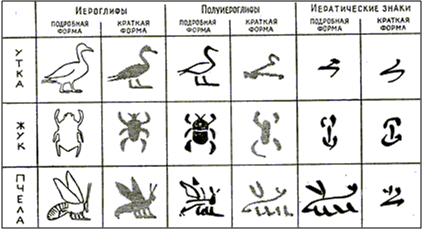 ИЕРОГЛИФЫ
ПОЛУИЕРОГЛИФЫ
ИЕРАТИЧЕСКИЕ ЗНАКИ
ПОДРОБНАЯ ФОРМА
КРАТКАЯ ФОРМА
ПОДРОБНАЯ ФОРМА
КРАТКАЯ ФОРМА
ПОДРОБНАЯ ФОРМА
КРАТКАЯ ФОРМА
УТКА
ЖУК
ПЧЕЛА